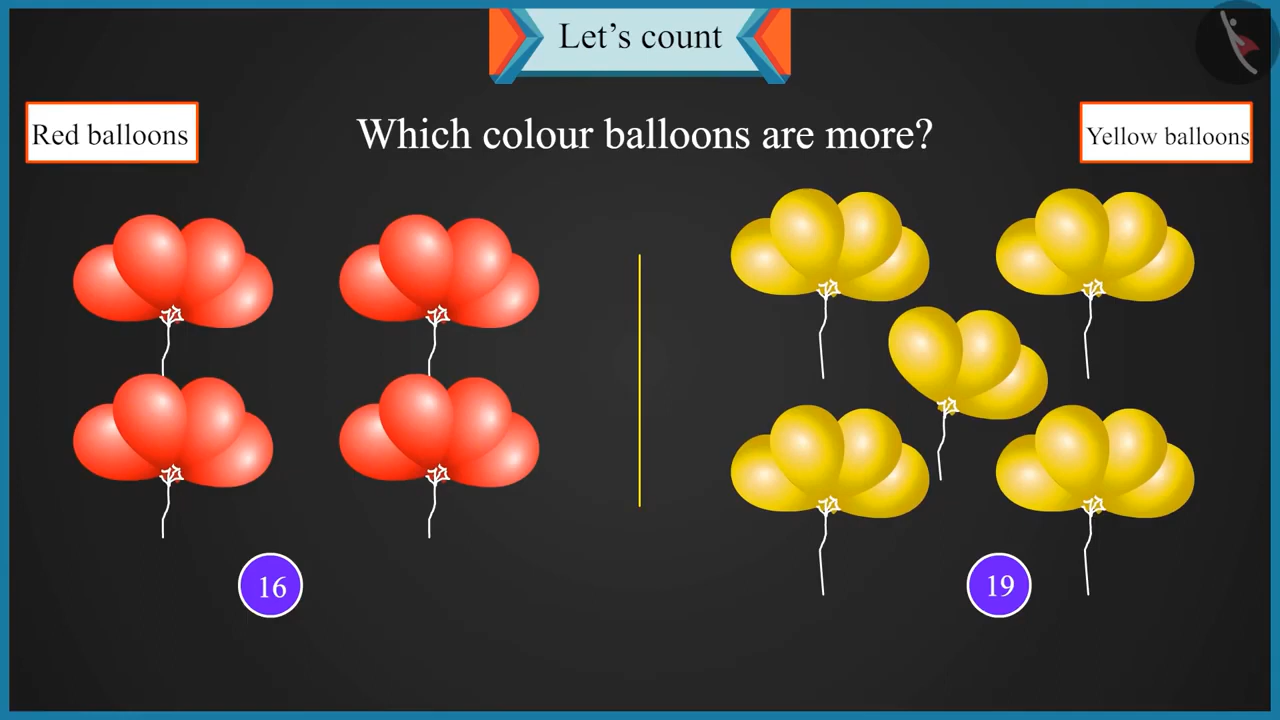 Let's count
Red balloons
Which colour balloons are more?
Yellow balloons
16
19